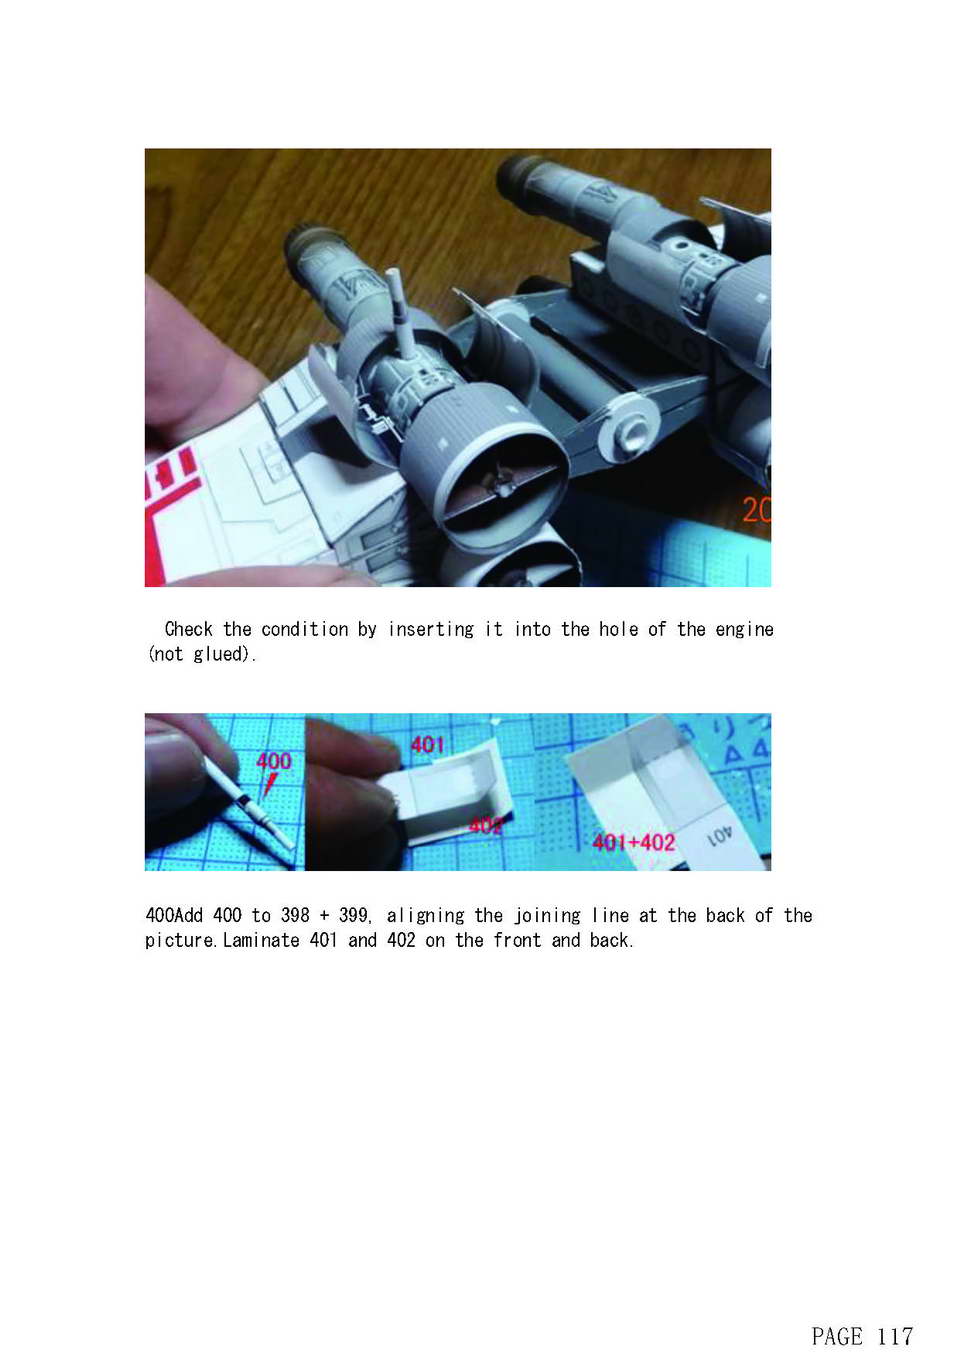 20
Check the condition by inserting it into the hole of the engine
(not glued).
400
401
402
401+402
401
400Add 400 to 398 + 399, aligning the joining line at the back of the
picture.Laminate 401 and 402 on the front and back.
PAGE 117